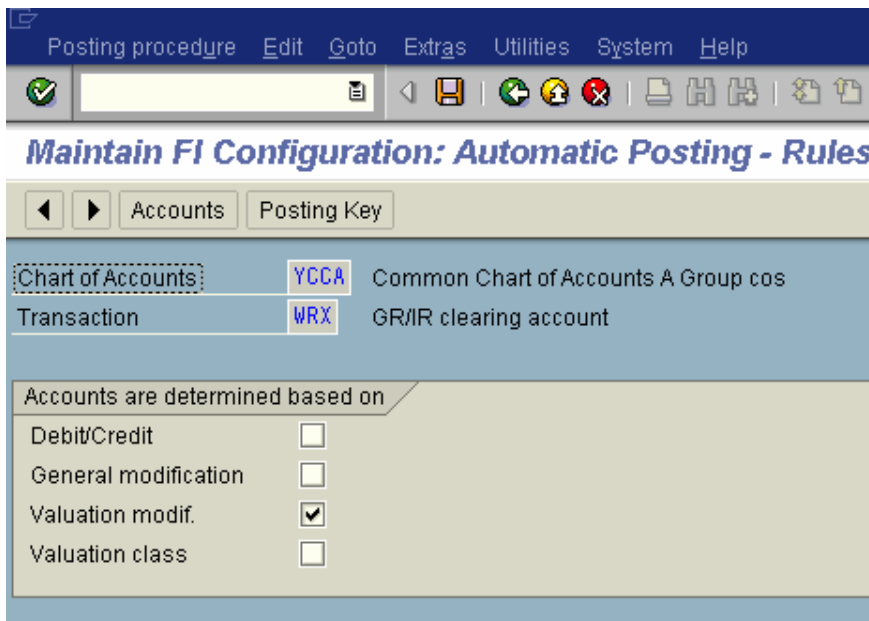 Posting procedure Edit Goto Extras Utilities System Help
Maintain FI Configuration: Automatic Posting - Rules
Accounts Posting Key
Chart of Accounts YCCA Common Chart of Accounts A Group cos
Transaction WRX GR/IR clearing account
Accounts are determined based on
Debit/Credit
General modification
Valuation modif.
Valuation class